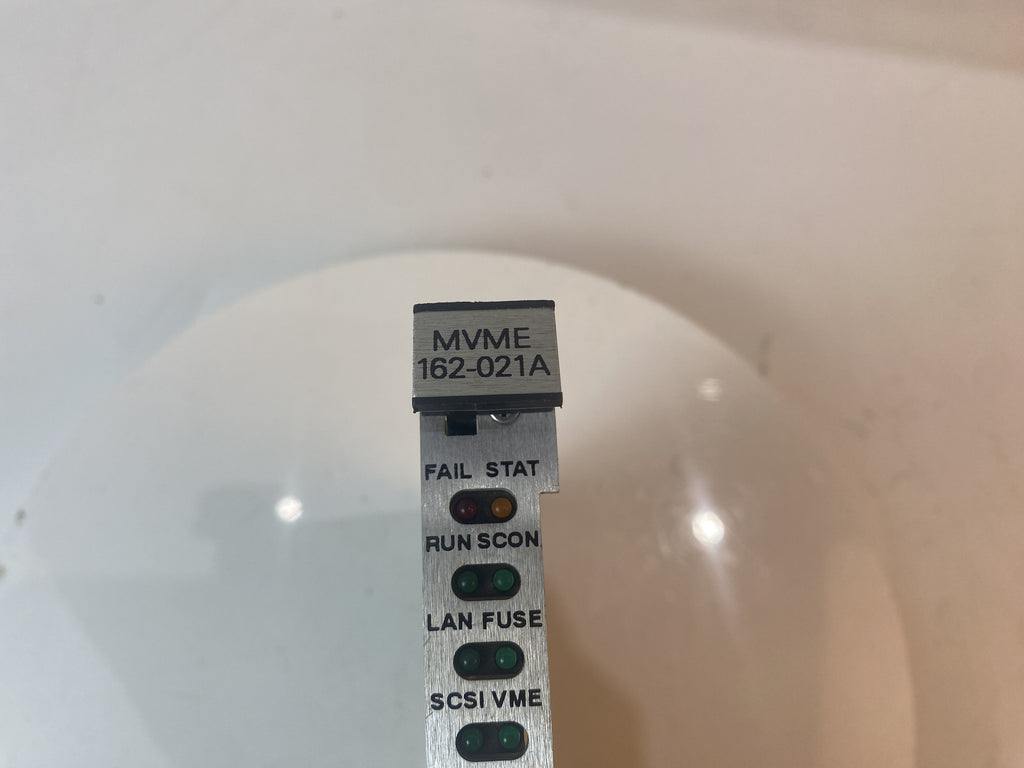 MVME
162-021A
FAIL STAT
RUN SCON
LAN FUSE
SCSI VME